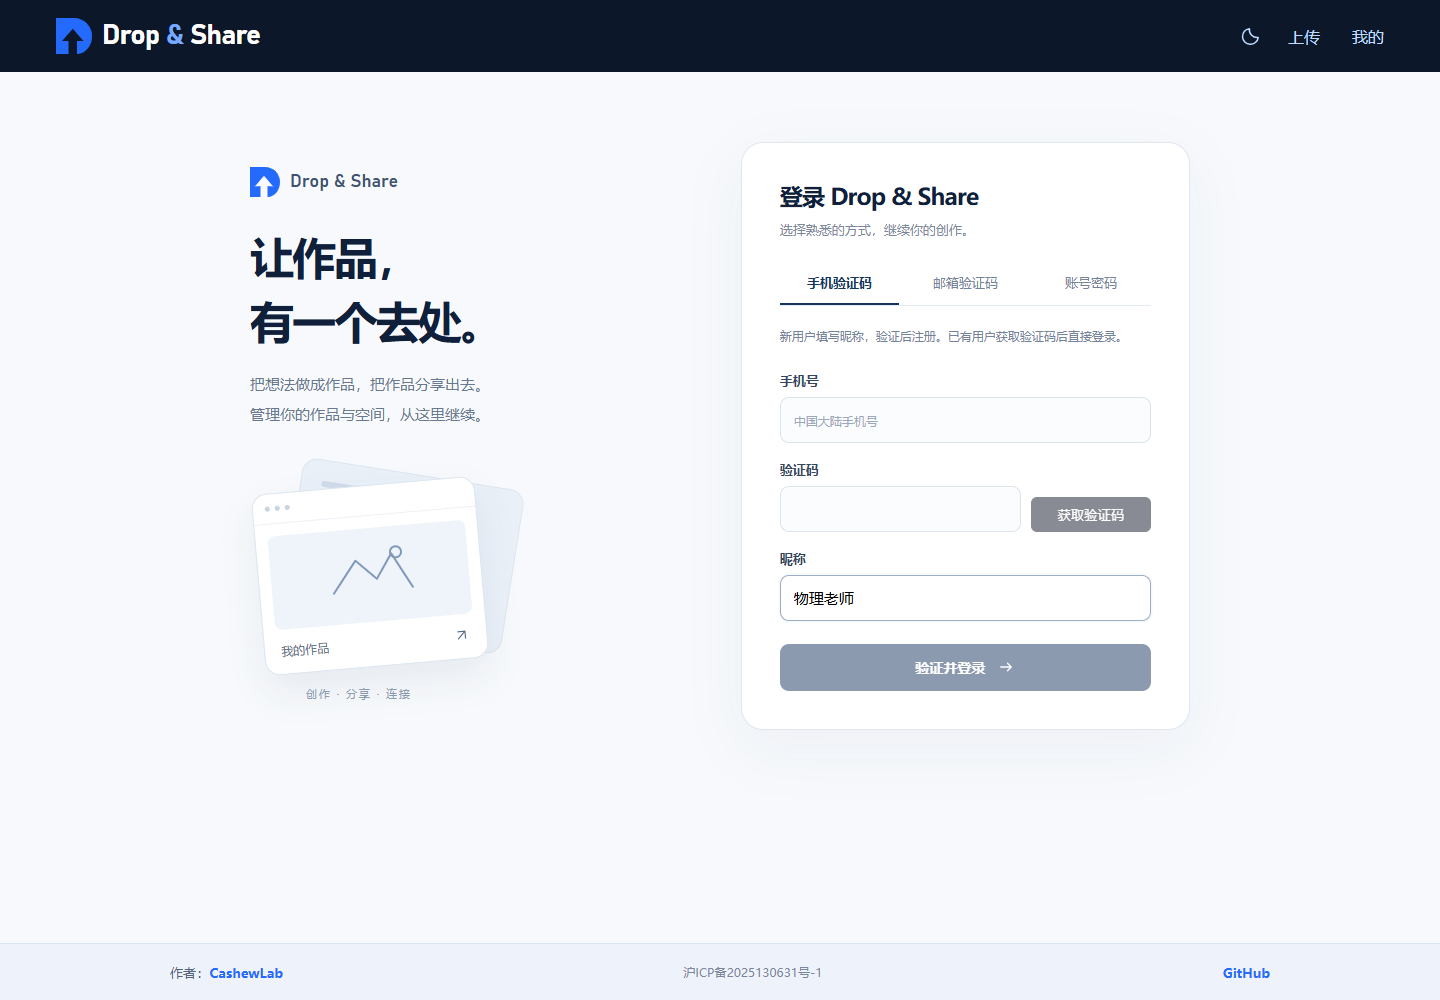 Drop & Share
上传
我的
Drop & Share
让作品，
有一个去处。
把想法做成作品，把作品分享出去。
管理你的作品与空间，从这里继续。
我的作品
创作 · 分享 · 连接
登录 Drop & Share
选择熟悉的方式，继续你的创作。
手机验证码
邮箱验证码
账号密码
新用户填写昵称，验证后注册。已有用户获取验证码后直接登录。
手机号
中国大陆手机号
验证码
获取验证码
昵称
物理老师
验证并登录 →
作者：CashewLab
沪ICP备2025130631号-1
GitHub